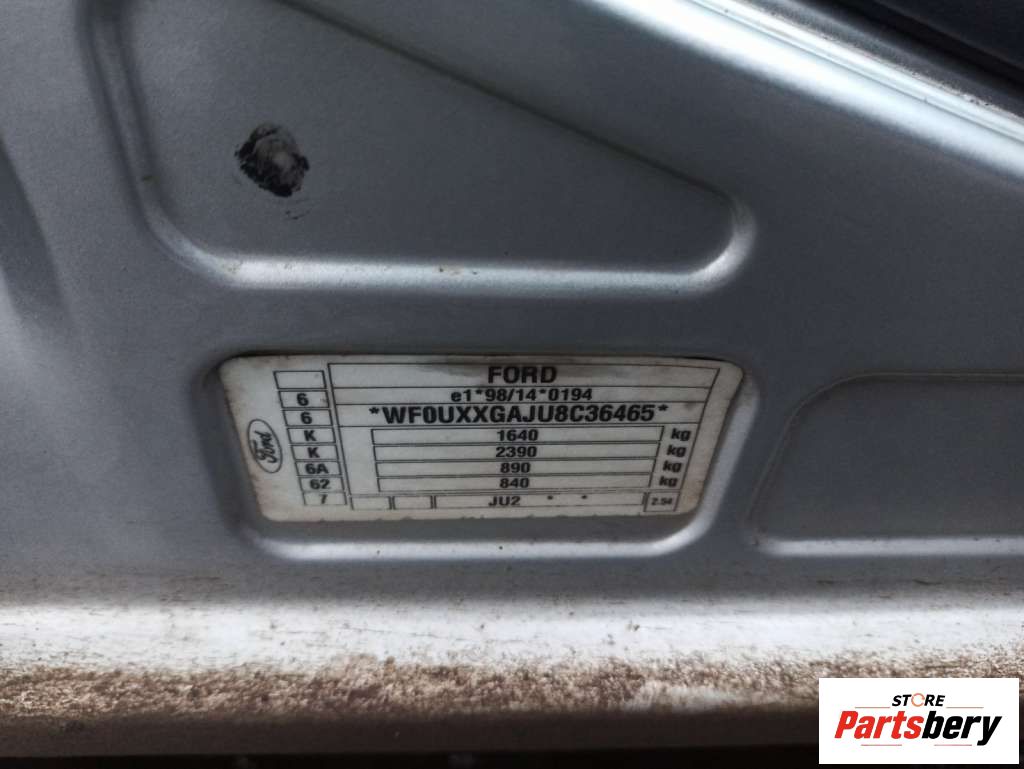 FORD
e1*98/14*0194
*WF0UXXGAJU8C36465*
1640 kg
2390 kg
890 kg
840 kg
JU2 * *
2.54
6
6
K
K
6A
62
7
Ford
STORE
Partsbery